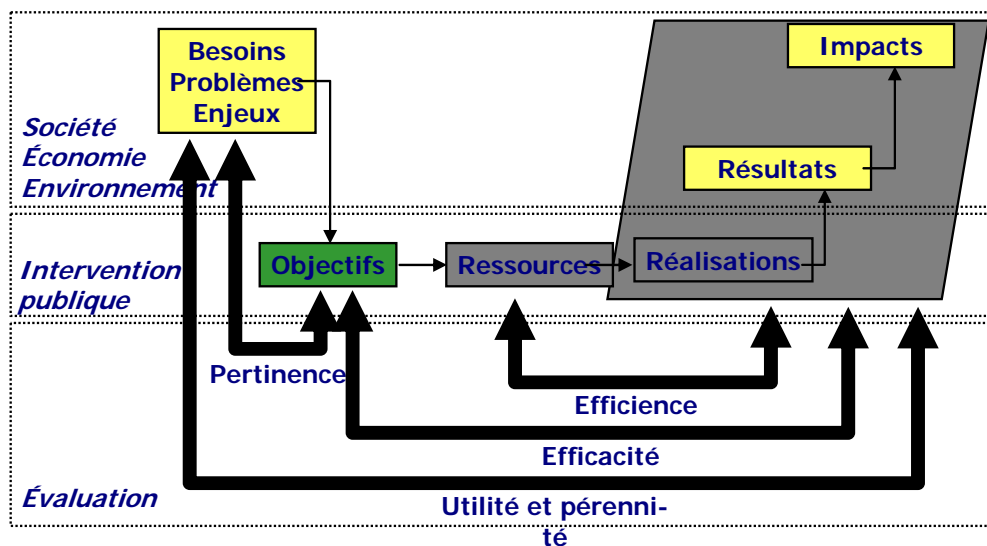 Besoins
Problèmes
Enjeux
Impacts
Société
Économie
Environnement
Résultats
Intervention
publique
Objectifs
Ressources
Réalisations
Pertinence
Efficience
Efficacité
Évaluation
Utilité et pérenni-
té